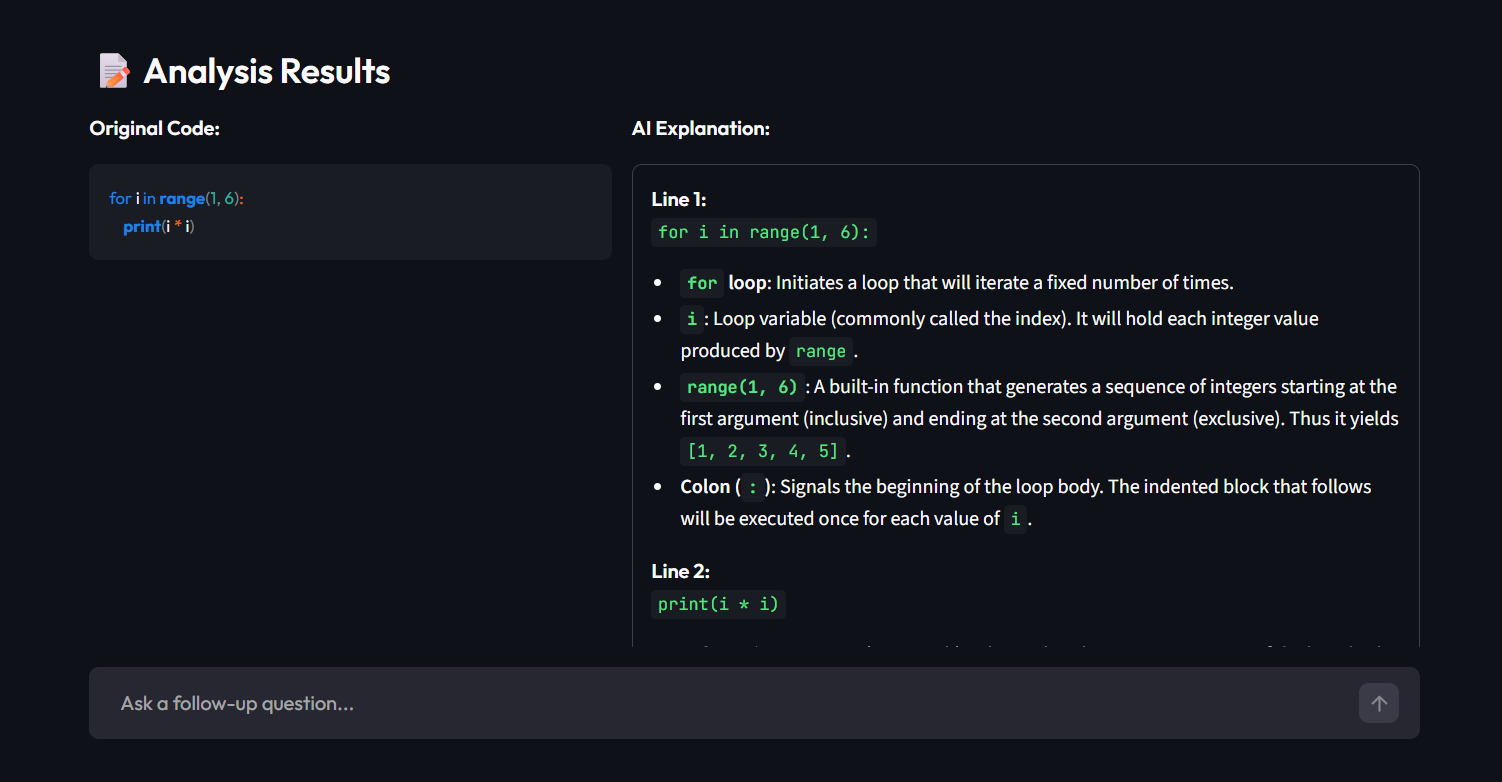 Analysis Results
Original Code:
for i in range(1, 6):
print(i * i)
AI Explanation:
Line 1:
for i in range(1, 6):
for loop: Initiates a loop that will iterate a fixed number of times.
i : Loop variable (commonly called the index). It will hold each integer value
produced by range .
range(1, 6) : A built-in function that generates a sequence of integers starting at the
first argument (inclusive) and ending at the second argument (exclusive). Thus it yields
[1, 2, 3, 4, 5] .
Colon ( : ): Signals the beginning of the loop body. The indented block that follows
will be executed once for each value of i .
Line 2:
print(i * i)
Ask a follow-up question...